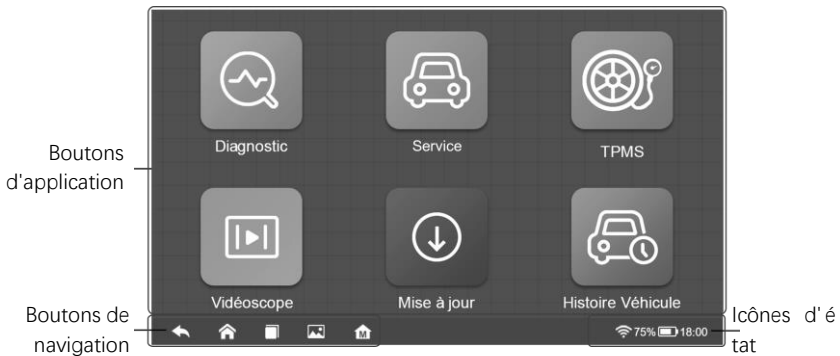 Diagnostic
Service
TPMS
Boutons
d'application
Vidéoscope
Mise à jour
Histoire Véhicule
Boutons de
navigation
M
75%
18:00
Icônes d' é
tat